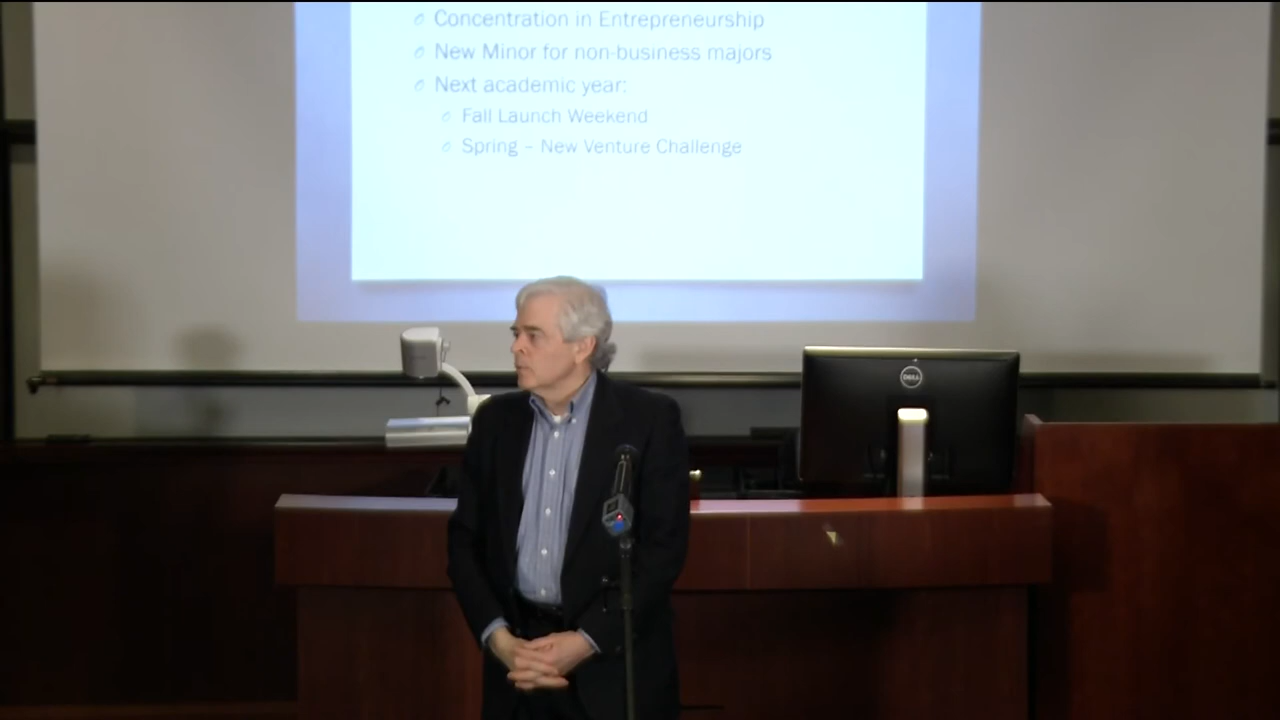 Concentration in Entrepreneurship
New Minor for non-business majors
Next academic year:
Fall Launch Weekend
Spring – New Venture Challenge
DELL